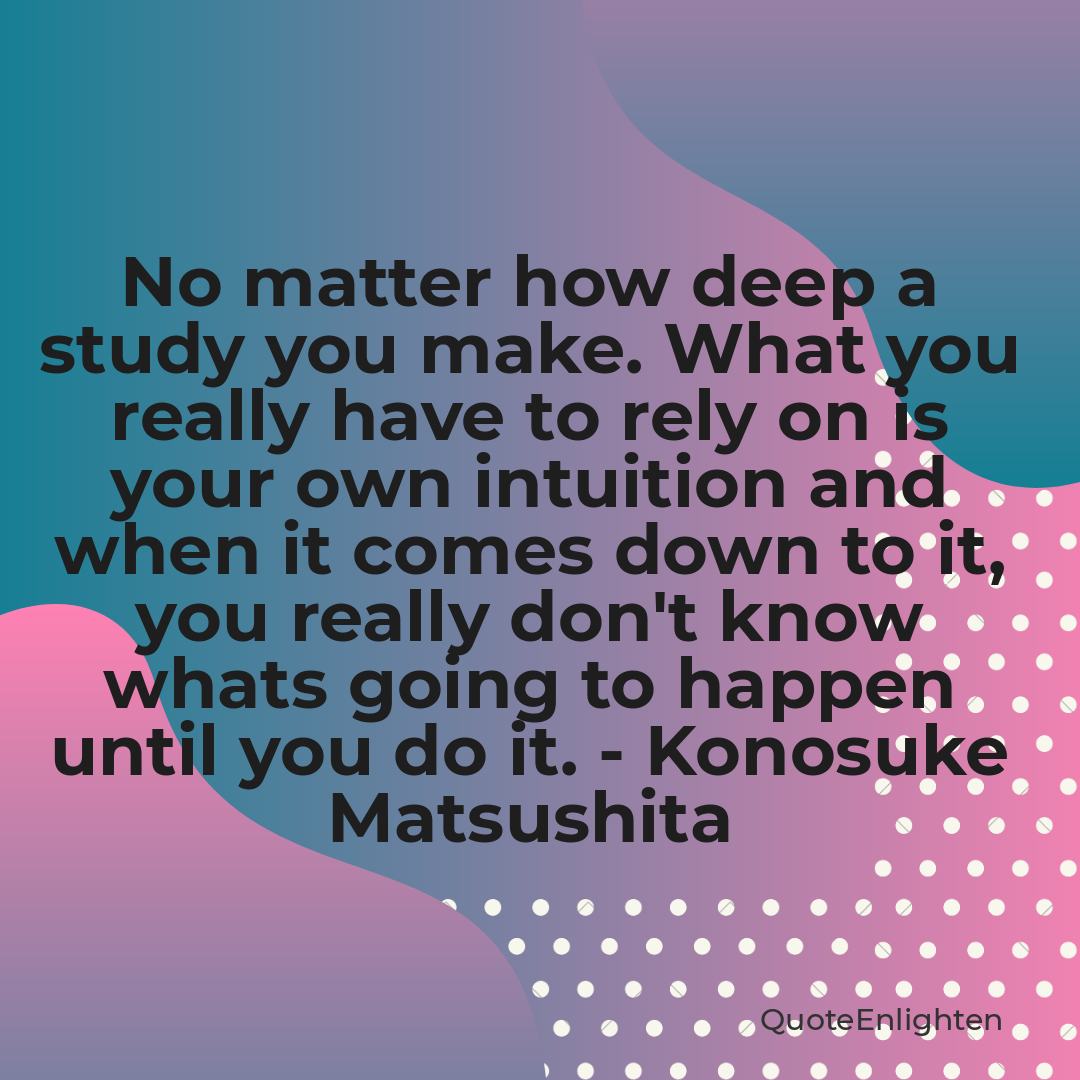 No matter how deep a
study you make. What you
really have to rely on is
your own intuition and
when it comes down to it,
you really don't know
whats going to happen
until you do it. - Konosuke
Matsushita
QuoteEnlighten